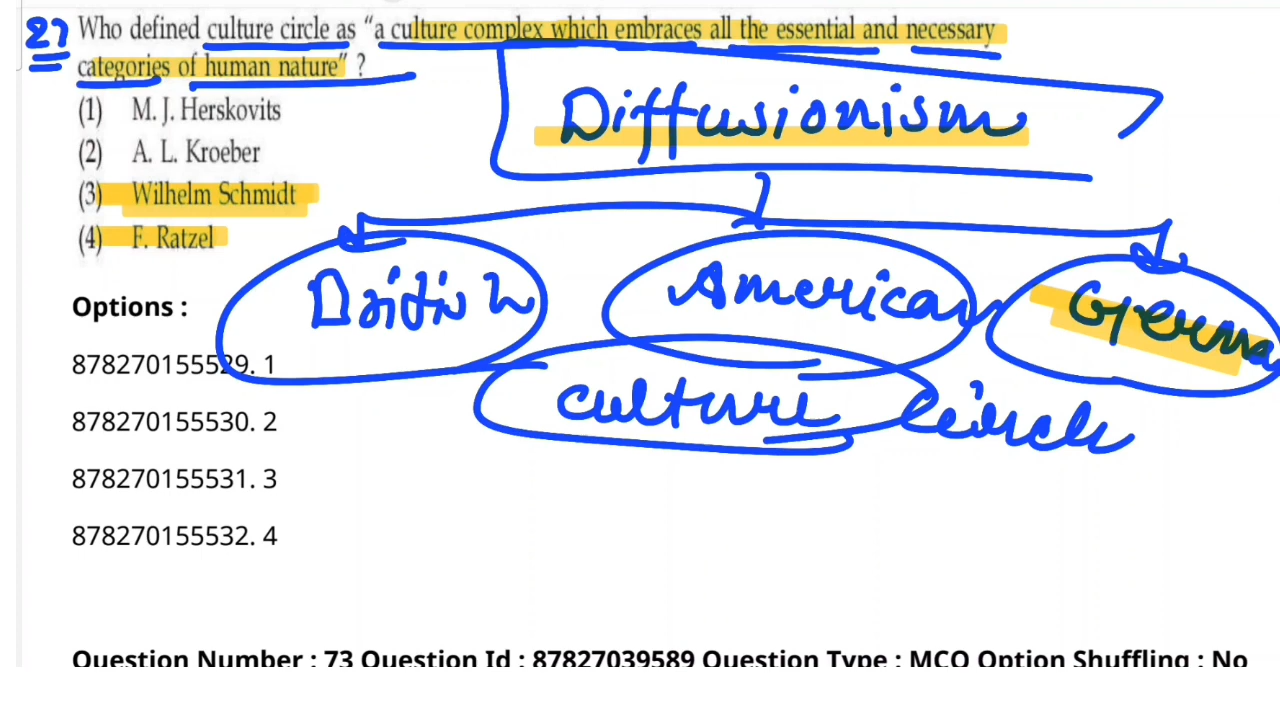 27 Who defined culture circle as “a culture complex which embraces all the essential and necessary
categories of human nature” ?
(1) M. J. Herskovits
(2) A. L. Kroeber
(3) Wilhelm Schmidt
(4) F. Ratzel
Diffusionism
British American German
culture circle
Options :
878270155529. 1
878270155530. 2
878270155531. 3
878270155532. 4
Question Number : 73 Question Id : 87827039589 Question Type : MCQ Option Shuffling : No